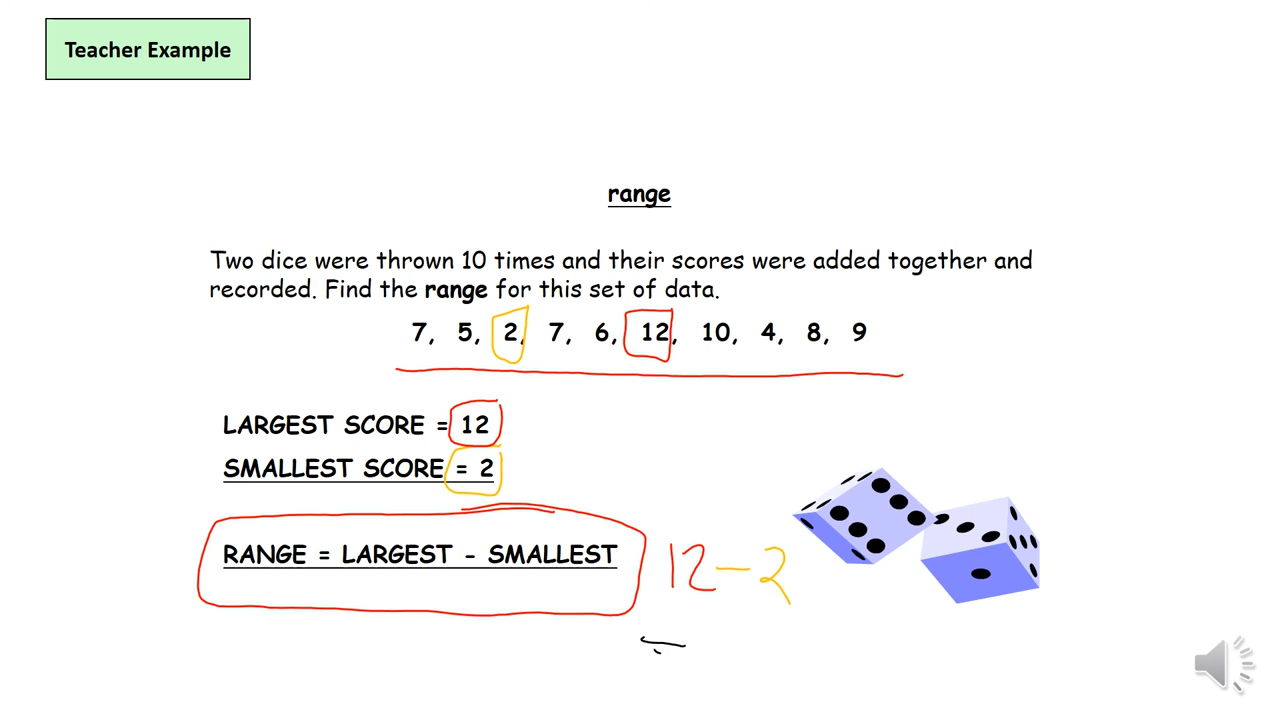 Teacher Example
range
Two dice were thrown 10 times and their scores were added together and
recorded. Find the range for this set of data.
7, 5, 2, 7, 6, 12, 10, 4, 8, 9
LARGEST SCORE = 12
SMALLEST SCORE = 2
RANGE = LARGEST - SMALLEST 12 - 2